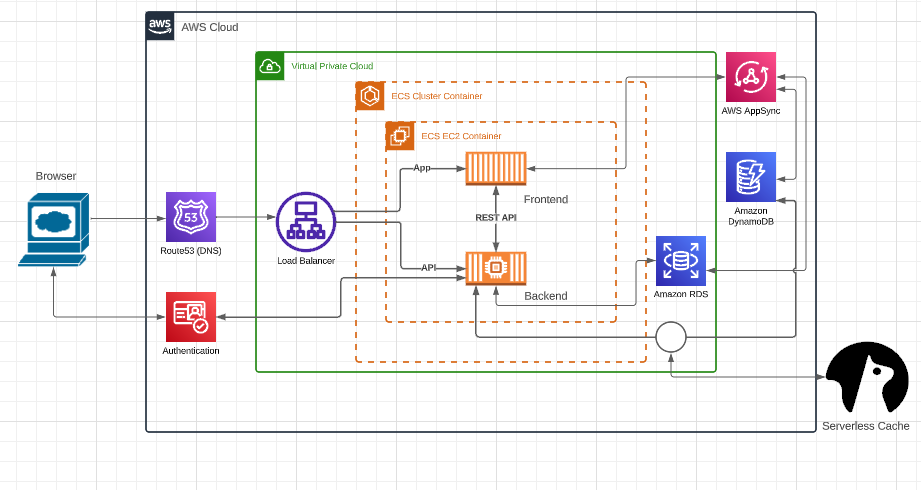 aws
AWS Cloud
Virtual Private Cloud
ECS Cluster Container
AWS AppSync
ECS EC2 Container
App
Browser
Frontend
53
REST API
Amazon
DynamoDB
Route53 (DNS)
Load Balancer
API
Backend
Amazon RDS
Authentication
Serverless Cache